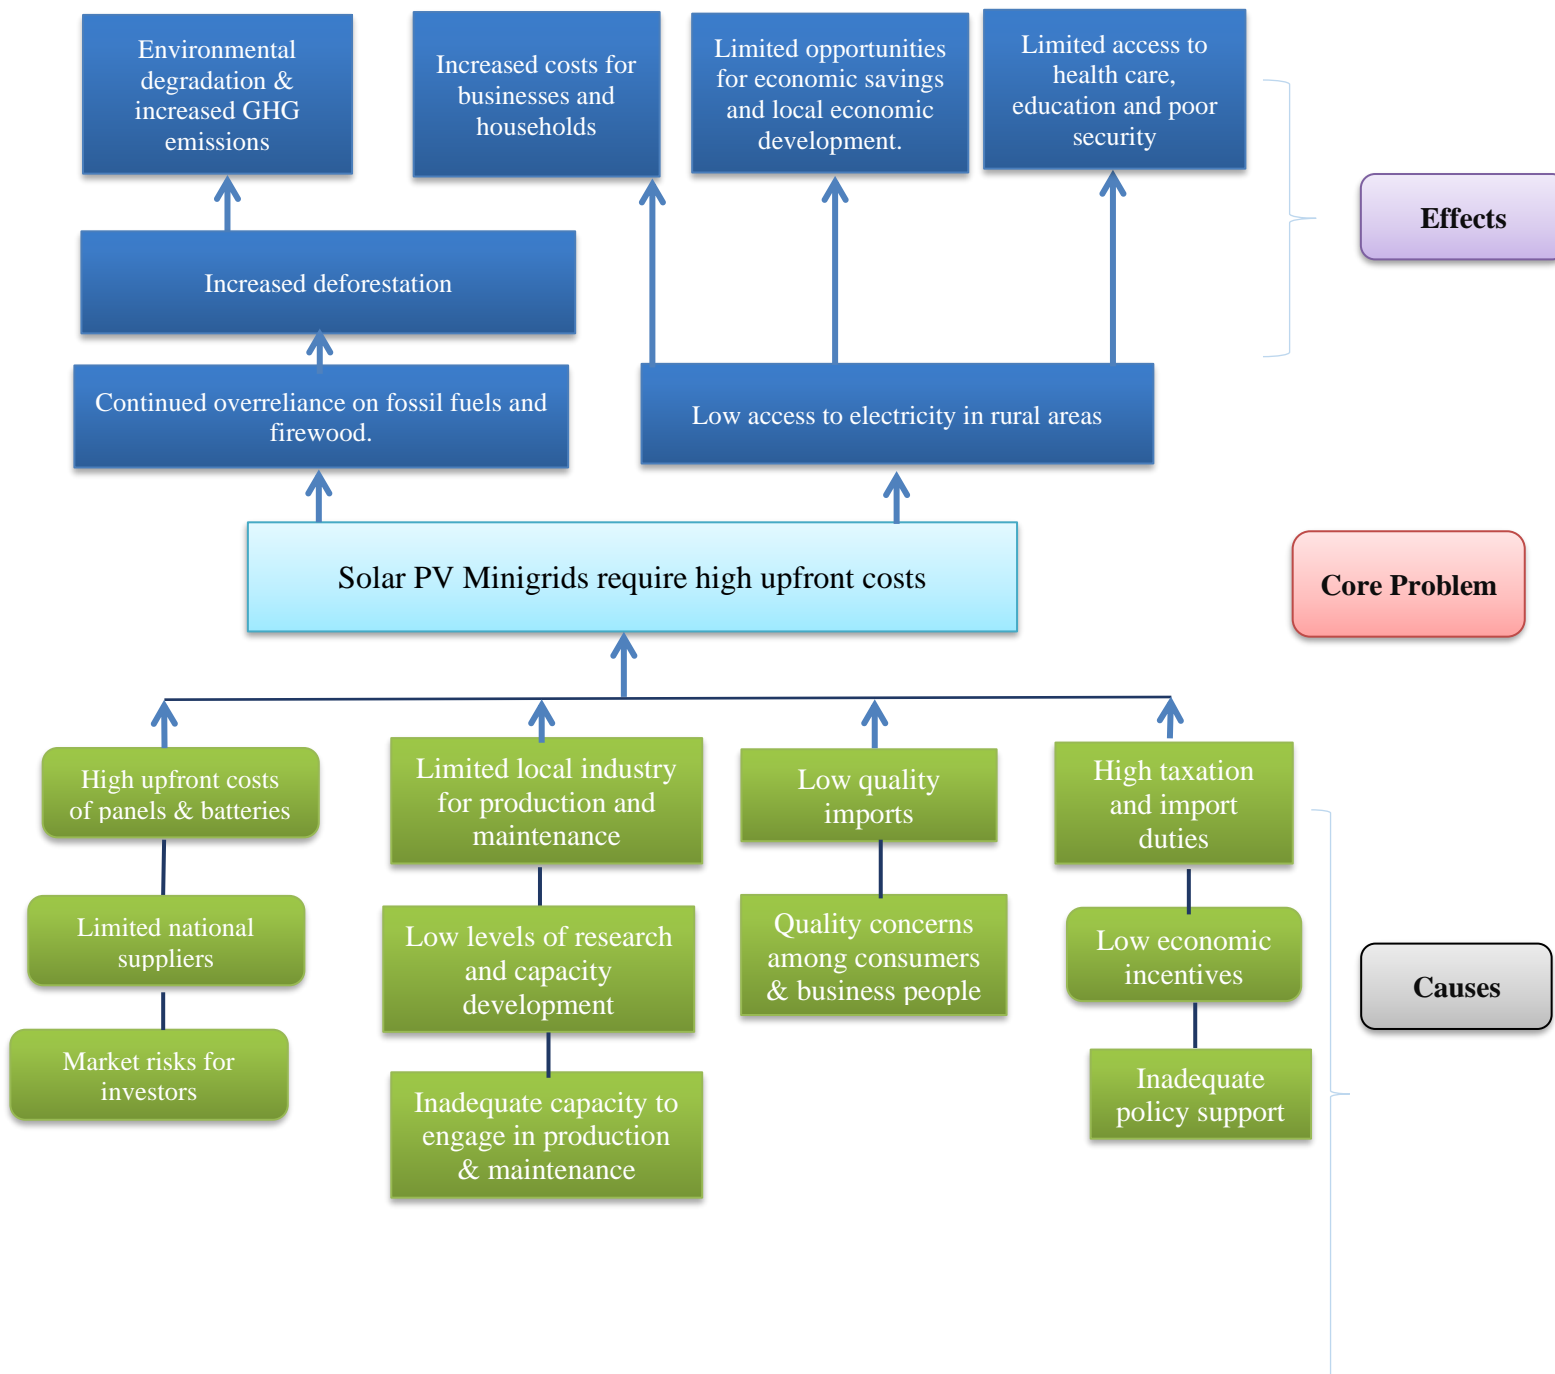 Environmental
degradation &
increased GHG
emissions
Increased costs for
businesses and
households
Limited opportunities
for economic savings
and local economic
development.
Limited access to
health care,
education and poor
security
Effects
Increased deforestation
Continued overreliance on fossil fuels and
firewood.
Low access to electricity in rural areas
Solar PV Minigrids require high upfront costs
Core Problem
High upfront costs
of panels & batteries
Limited local industry
for production and
maintenance
Low quality
imports
High taxation
and import
duties
Limited national
suppliers
Low levels of research
and capacity
development
Quality concerns
among consumers
& business people
Low economic
incentives
Causes
Market risks for
investors
Inadequate capacity to
engage in production
& maintenance
Inadequate
policy support